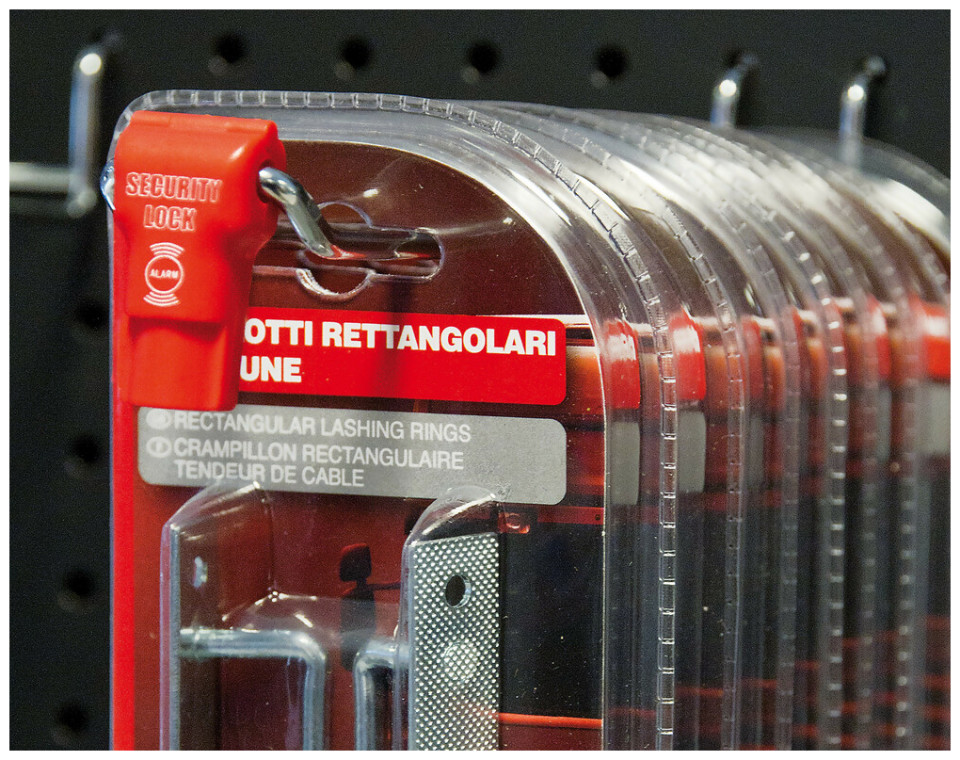 SECURITY
LOCK
ALARM
OTTI RETTANGOLARI
UNE
RECTANGULAR LASHING RINGS
CRAMPILLON RECTANGULAIRE
TENDEUR DE CABLE